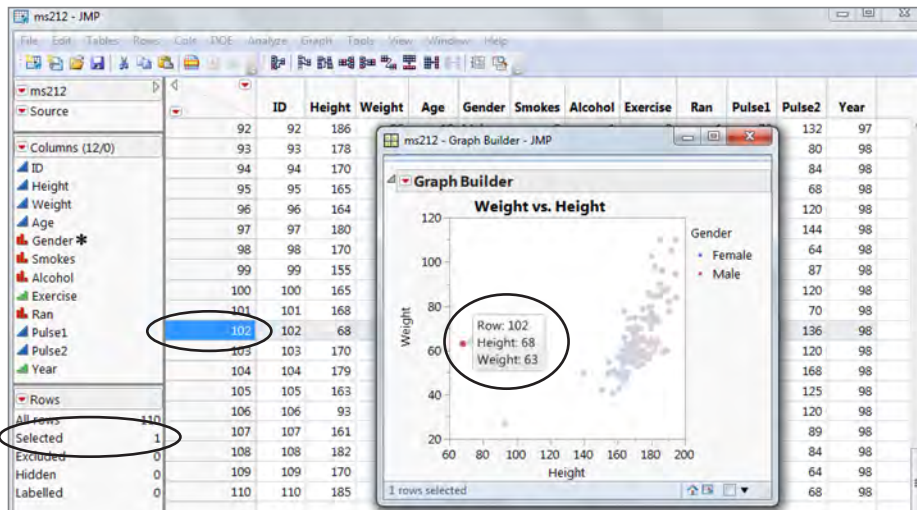 ms212 - JMP
File Edit Tables Rows Cols DOE Analyze Graph Tools View Window Help
ms212
Source
Columns (12/0)
ID
Height
Weight
Age
Gender *
Smokes
Alcohol
Exercise
Ran
Pulse1
Pulse2
Year
Rows
All rows 110
Selected 1
Excluded 0
Hidden 0
Labelled 0
ID Height Weight Age Gender Smokes Alcohol Exercise Ran Pulse1 Pulse2 Year
92 92 186 132 97
93 93 178 80 98
94 94 170 84 98
95 95 165 68 98
96 96 164 120 98
97 97 180 144 98
98 98 170 64 98
99 99 155 87 98
100 100 165 120 98
101 101 168 70 98
102 102 68 136 98
103 103 170 120 98
104 104 179 168 98
105 105 163 125 98
106 106 93 120 98
107 107 161 89 98
108 108 182 84 98
109 109 170 64 98
110 110 185 68 98
ms212 - Graph Builder - JMP
Graph Builder
Weight vs. Height
Weight
120
100
80
60
40
20
Row: 102
Height: 68
Weight: 63
Gender
Female
Male
60 80 100 120 140 160 180 200
Height
1 rows selected